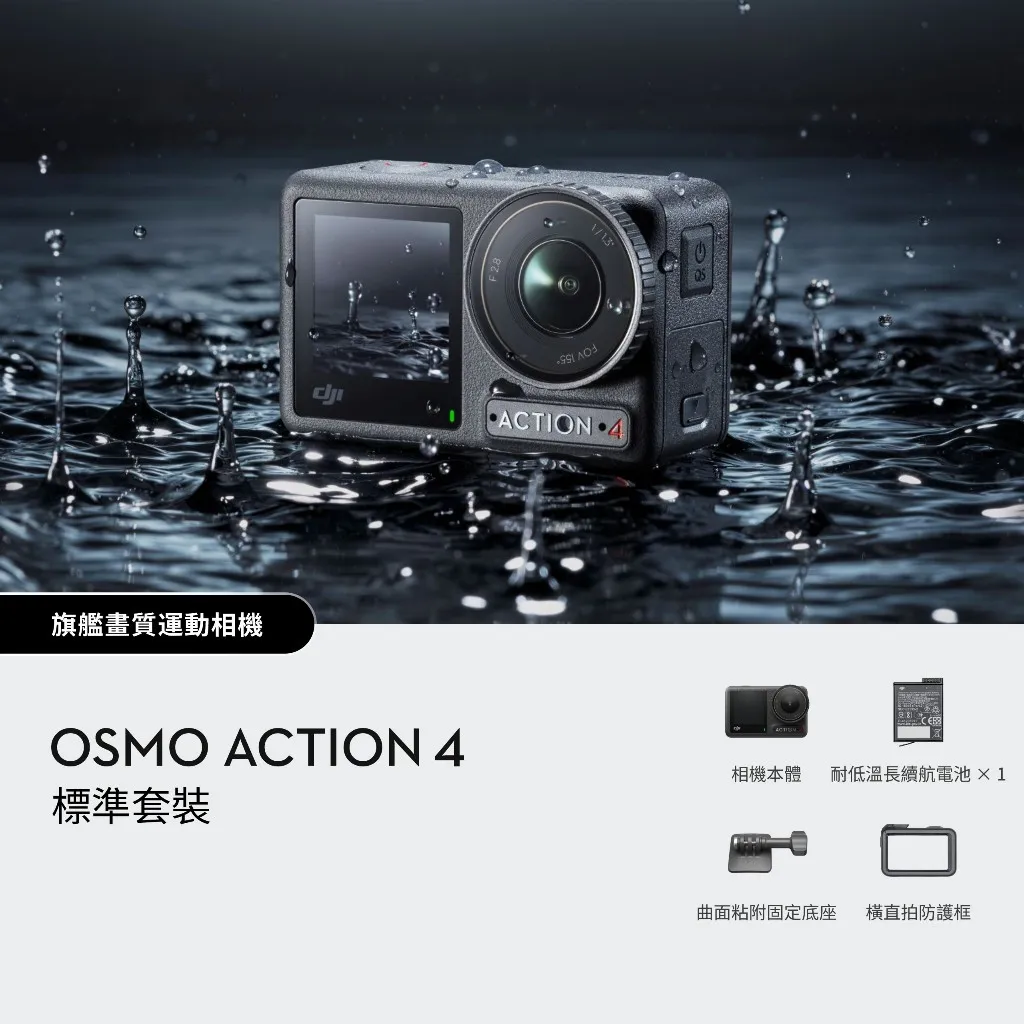 F 2.8
1/1.3"
FOV 155°
QS
dji
ACTION 4
旗艦畫質運動相機
OSMO ACTION 4
標準套裝
相機本體
耐低溫長續航電池 × 1
曲面粘附固定底座
橫直拍防護框